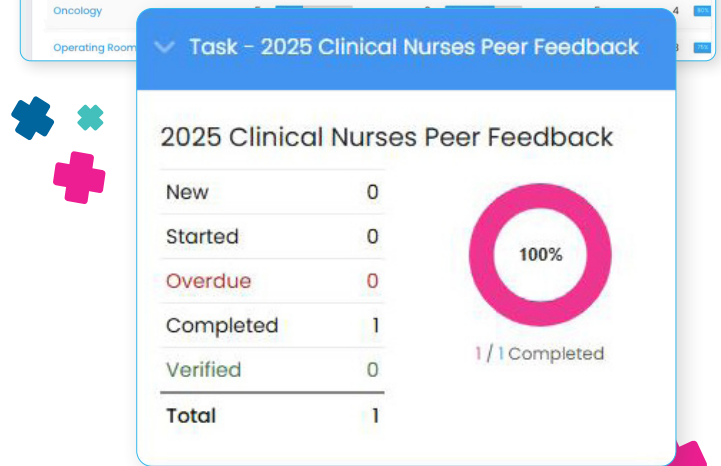 Oncology
4
Operating Room
Task - 2025 Clinical Nurses Peer Feedback
2025 Clinical Nurses Peer Feedback
New 0
Started 0
Overdue 0
Completed 1
Verified 0
Total 1
100%
1 / 1 Completed